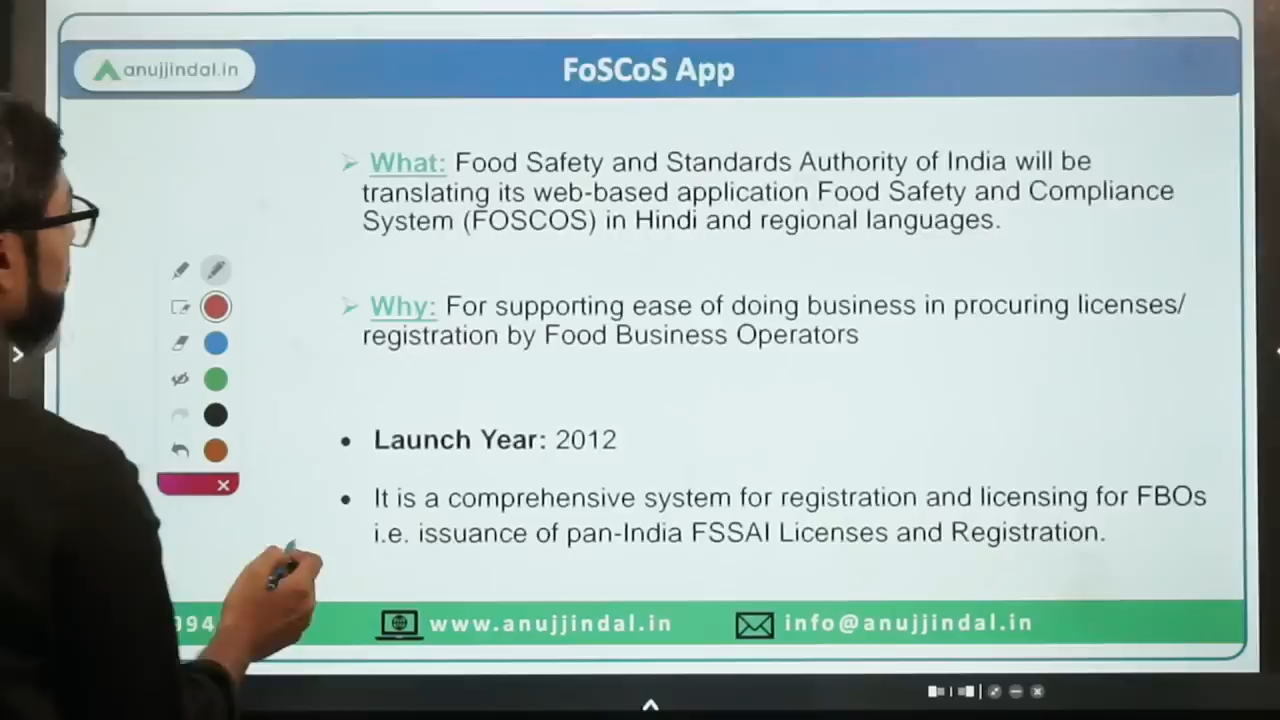 anujjindal.in
FoSCoS App
What: Food Safety and Standards Authority of India will be
translating its web-based application Food Safety and Compliance
System (FOSCOS) in Hindi and regional languages.
Why: For supporting ease of doing business in procuring licenses/
registration by Food Business Operators
Launch Year: 2012
It is a comprehensive system for registration and licensing for FBOs
i.e. issuance of pan-India FSSAI Licenses and Registration.
994
www.anujjindal.in
info@anujjindal.in